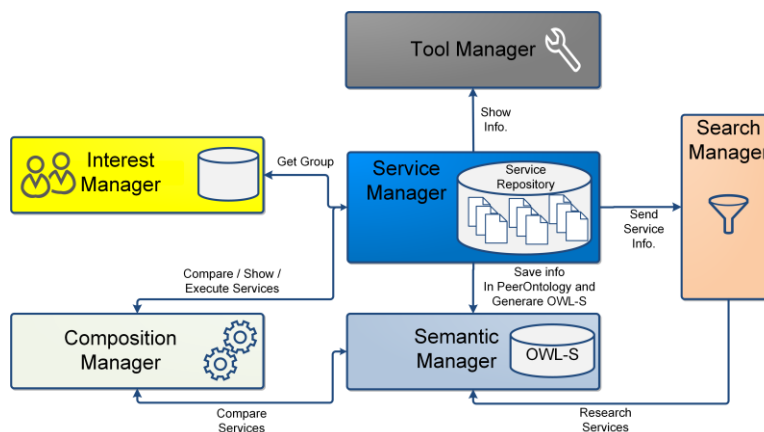 Tool Manager
Show
Info.
Search
Manager
Interest
Manager
Get Group
Service
Manager
Service
Repository
Send
Service
Info.
Compare / Show /
Execute Services
Save info
In PeerOntology and
Generare OWL-S
Composition
Manager
Semantic
Manager
OWL-S
Compare
Services
Research
Services